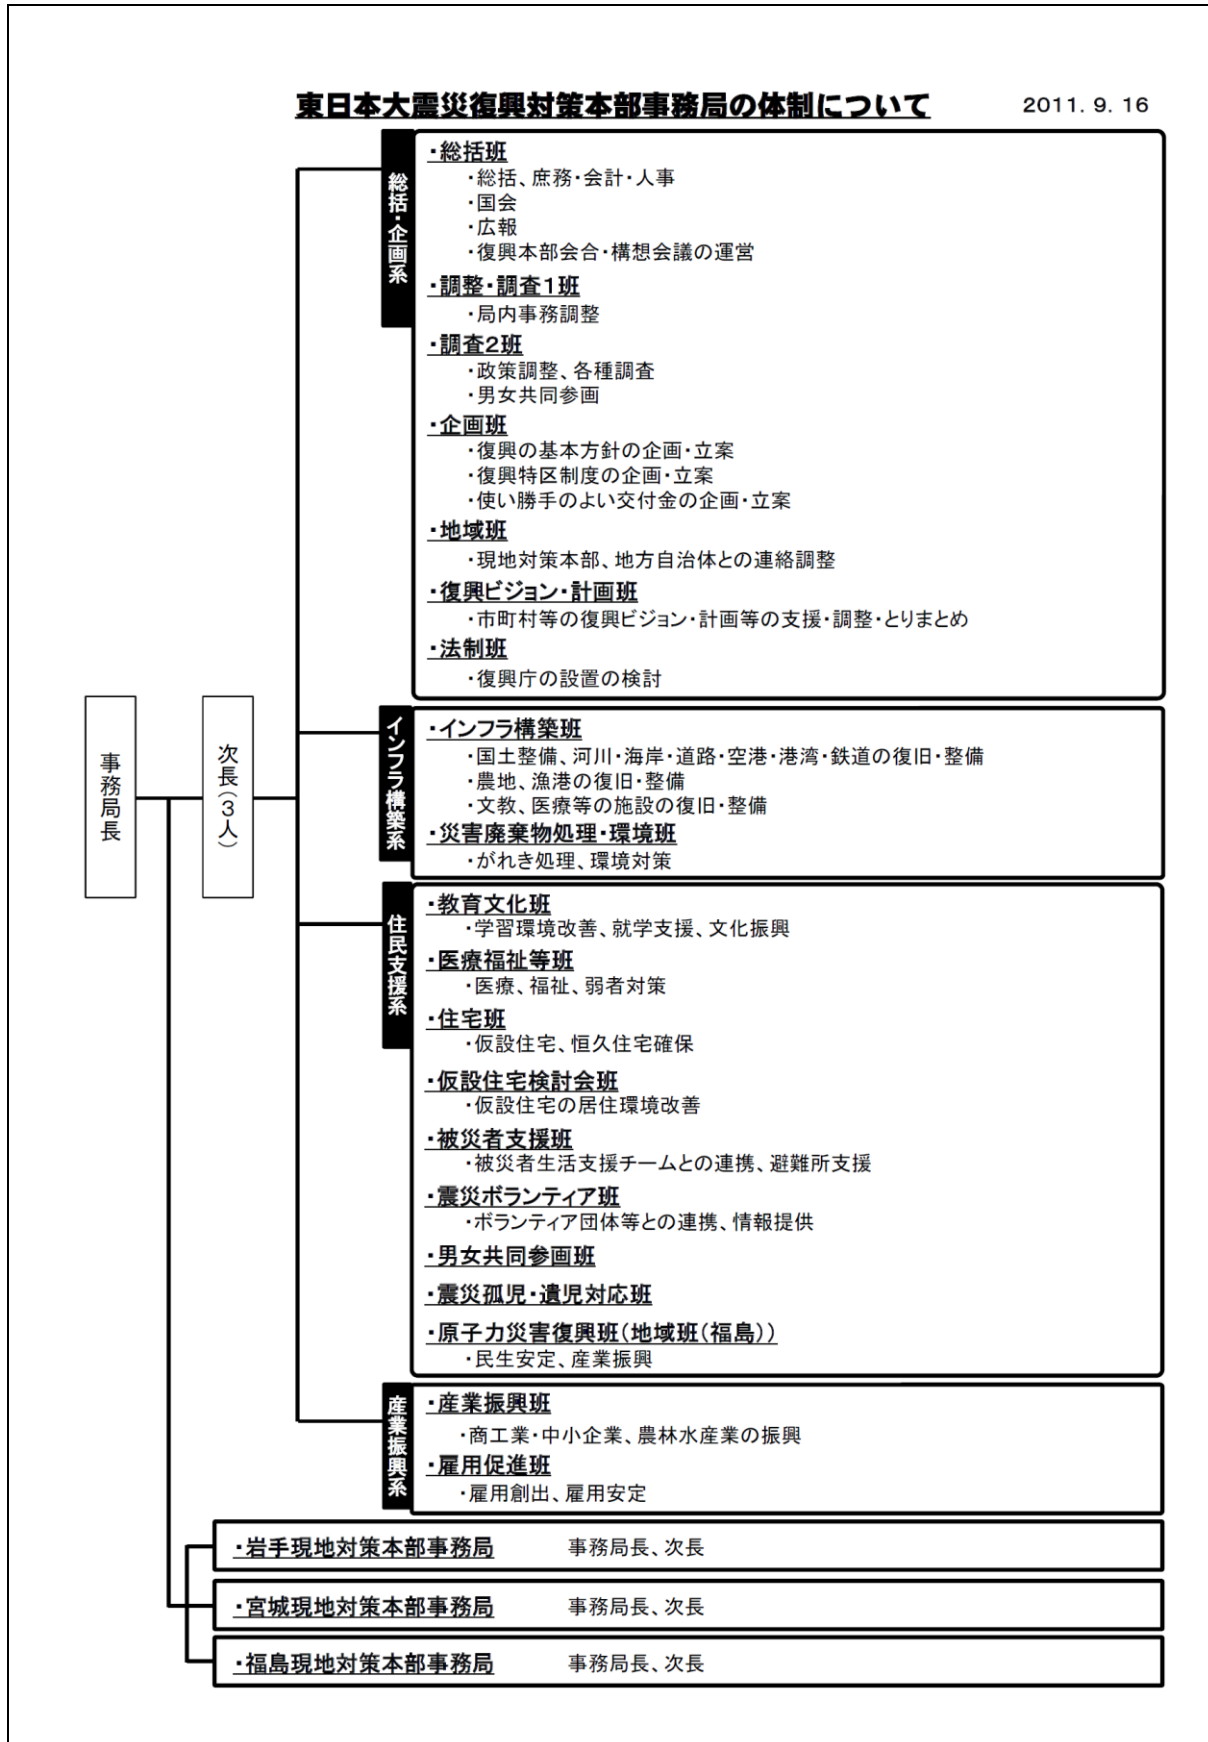 東日本大震災復興対策本部事務局の体制について
2011.9.16
事務局長
次長(3人)
総括・企画系
・総括班
・総括、庶務・会計・人事
・国会
・広報
・復興本部会合・構想会議の運営
・調整・調査1班
・局内事務調整
・調査2班
・政策調整、各種調査
・男女共同参画
・企画班
・復興の基本方針の企画・立案
・復興特区制度の企画・立案
・使い勝手のよい交付金の企画・立案
・地域班
・現地対策本部、地方自治体との連絡調整
・復興ビジョン・計画班
・市町村等の復興ビジョン・計画等の支援・調整・とりまとめ
・法制班
・復興庁の設置の検討
インフラ構築系
・インフラ構築班
・国土整備、河川・海岸・道路・空港・港湾・鉄道の復旧・整備
・農地、漁港の復旧・整備
・文教、医療等の施設の復旧・整備
・災害廃棄物処理・環境班
・がれき処理、環境対策
住民支援系
・教育文化班
・学習環境改善、就学支援、文化振興
・医療福祉等班
・医療、福祉、弱者対策
・住宅班
・仮設住宅、恒久住宅確保
・仮設住宅検討会班
・仮設住宅の居住環境改善
・被災者支援班
・被災者生活支援チームとの連携、避難所支援
・震災ボランティア班
・ボランティア団体等との連携、情報提供
・男女共同参画班
・震災孤児・遺児対応班
・原子力災害復興班(地域班(福島))
・民生安定、産業振興
産業振興系
・産業振興班
・商工業・中小企業、農林水産業の振興
・雇用促進班
・雇用創出、雇用安定
・岩手現地対策本部事務局 事務局長、次長
・宮城現地対策本部事務局 事務局長、次長
・福島現地対策本部事務局 事務局長、次長